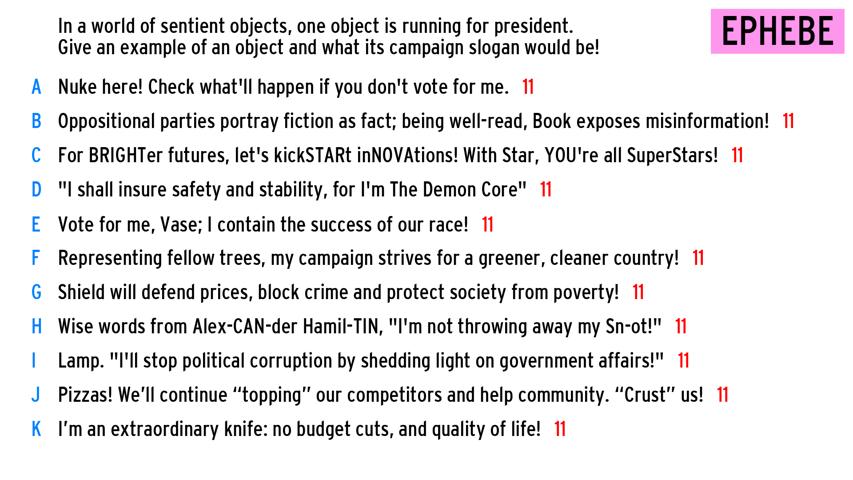 In a world of sentient objects, one object is running for president.
Give an example of an object and what its campaign slogan would be!
EPHEBE
A Nuke here! Check what'll happen if you don't vote for me. 11
B Oppositional parties portray fiction as fact; being well-read, Book exposes misinformation! 11
C For BRIGHTer futures, let's kickSTARt inNOVAtions! With Star, YOU're all SuperStars! 11
D "I shall insure safety and stability, for I'm The Demon Core" 11
E Vote for me, Vase; I contain the success of our race! 11
F Representing fellow trees, my campaign strives for a greener, cleaner country! 11
G Shield will defend prices, block crime and protect society from poverty! 11
H Wise words from Alex-CAN-der Hamil-TIN, "I'm not throwing away my Sn-ot!" 11
I Lamp. "I'll stop political corruption by shedding light on government affairs!" 11
J Pizzas! We’ll continue “topping” our competitors and help community. “Crust” us! 11
K I’m an extraordinary knife: no budget cuts, and quality of life! 11